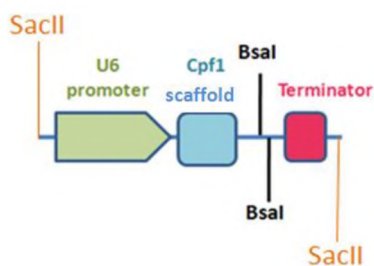 SacII
U6
promoter
Cpf1
scaffold
BsaI
Terminator
BsaI
SacII